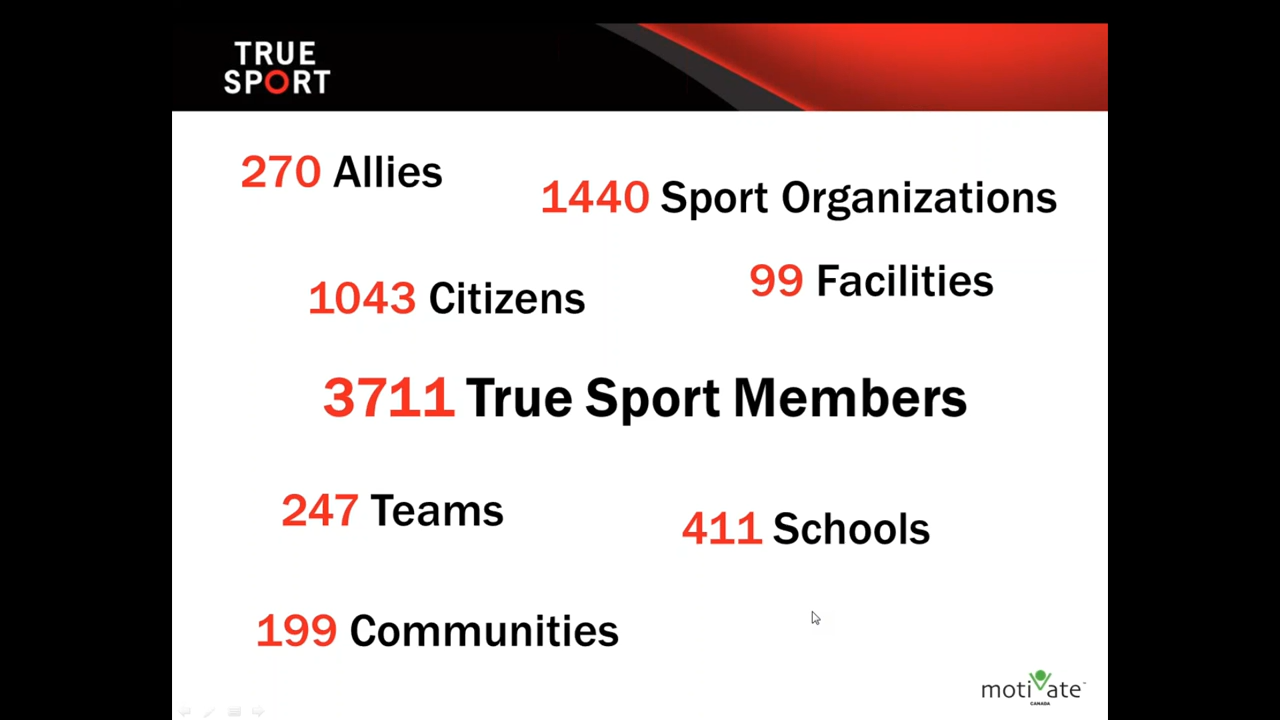 TRUE
SPORT
270 Allies
1440 Sport Organizations
1043 Citizens
99 Facilities
3711 True Sport Members
247 Teams
411 Schools
199 Communities
motivate™
CANADA